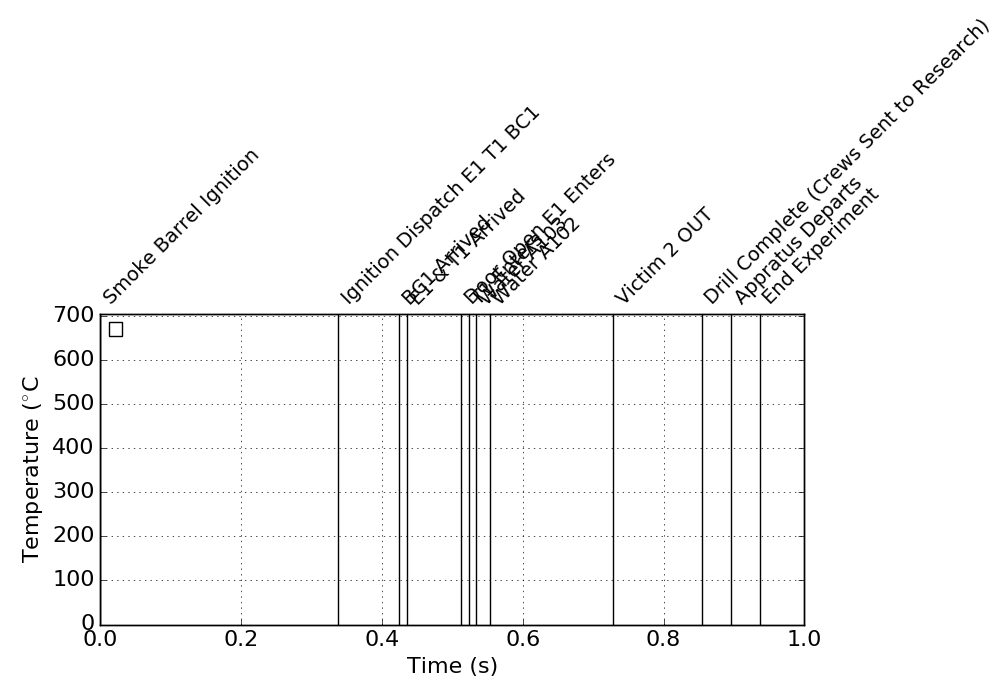 Smoke Barrel Ignition
Ignition Dispatch E1 T1 BC1
BC1 Arrived
E1 & T1 Arrived
Door Open
E1 Enters
Water A103
Water A102
Victim 2 OUT
Drill Complete (Crews Sent to Research)
Appratus Departs
End Experiment
700
600
500
400
300
200
100
0
Temperature (°C
0.0 0.2 0.4 0.6 0.8 1.0
Time (s)